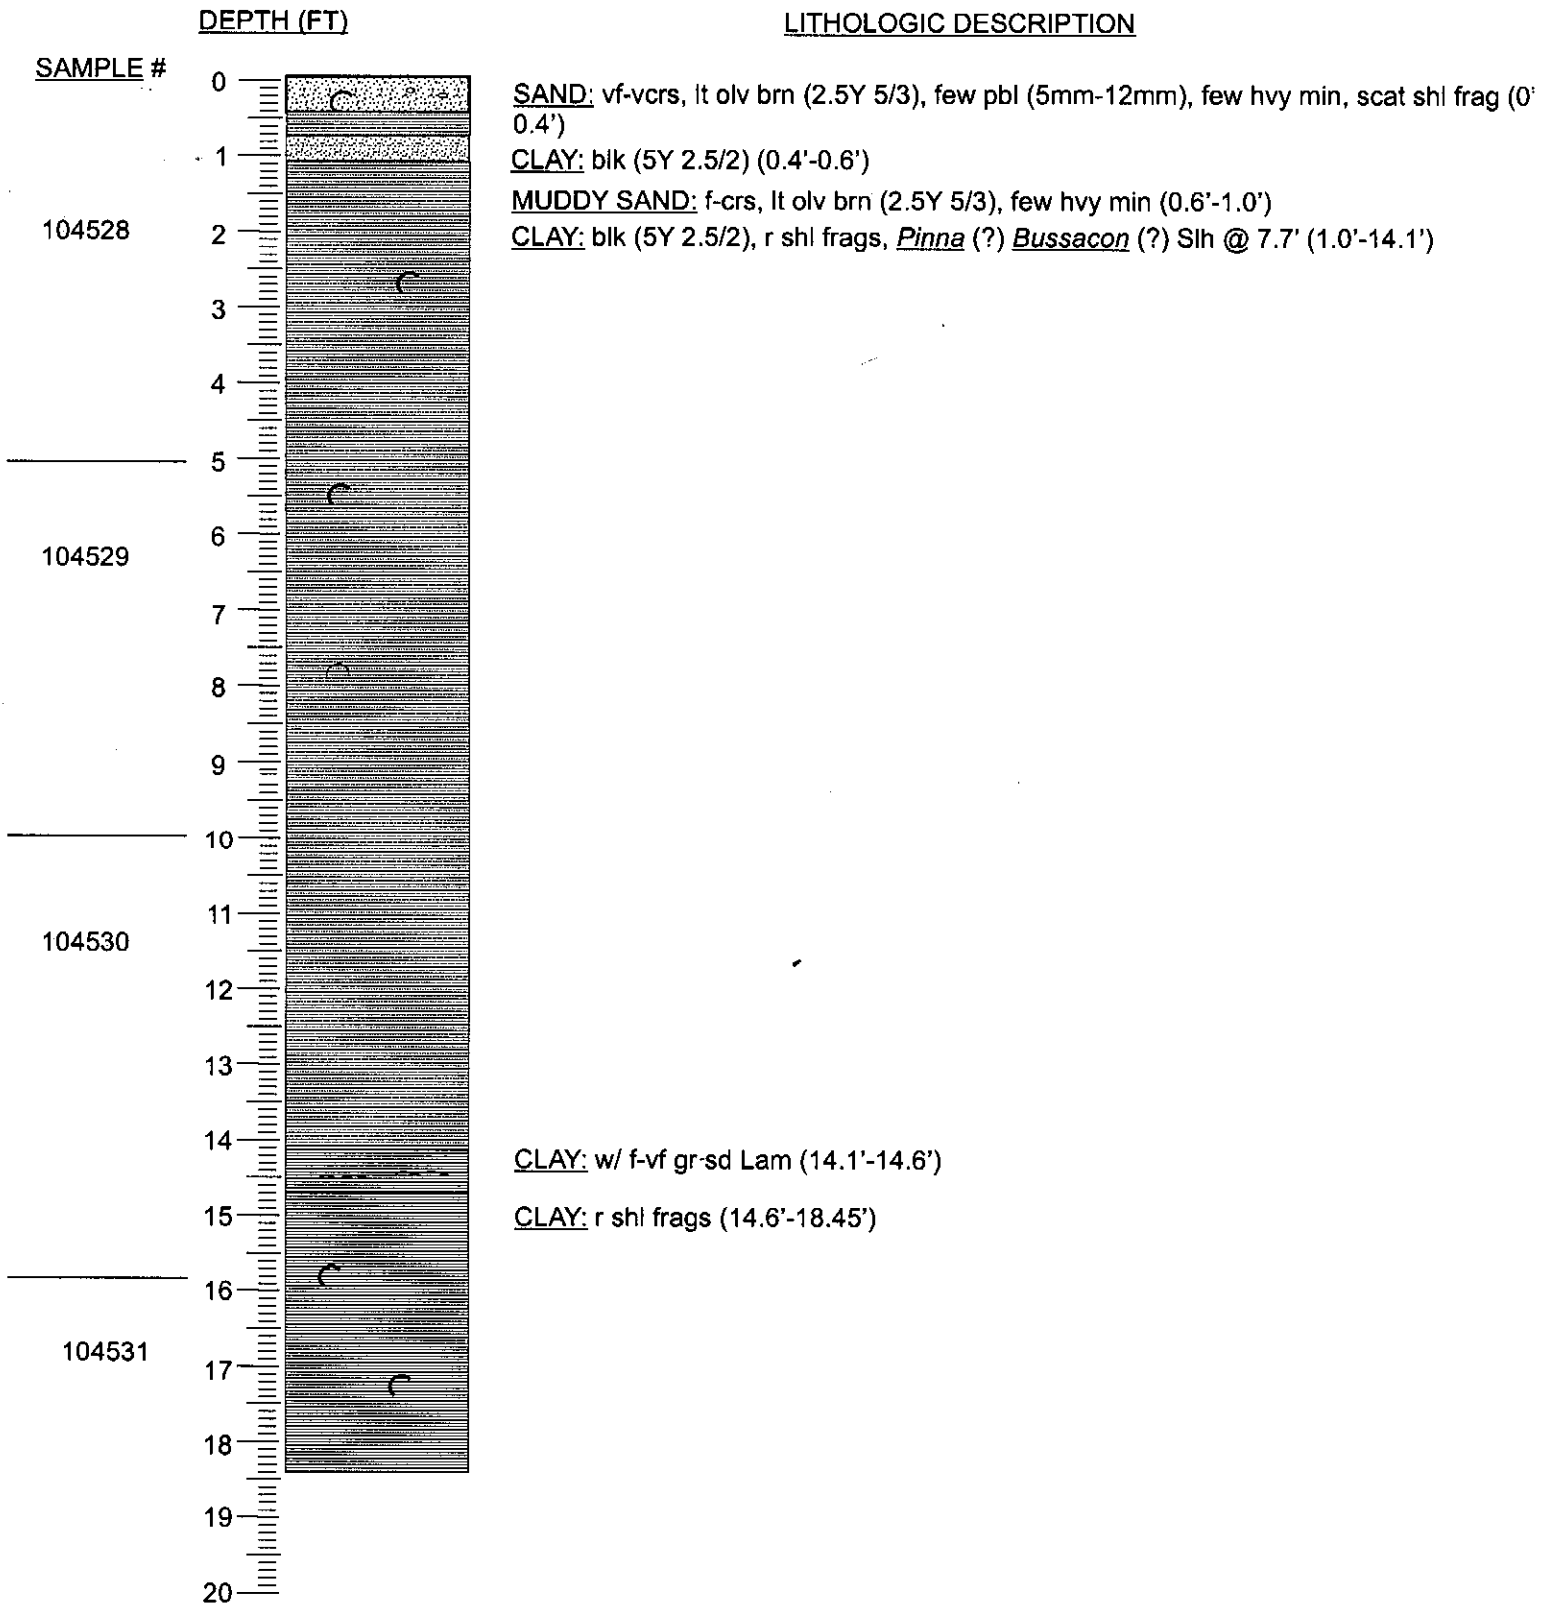 DEPTH (FT)
LITHOLOGIC DESCRIPTION
SAMPLE #
0
SAND: vf-vcrs, lt olv brn (2.5Y 5/3), few pbl (5mm-12mm), few hvy min, scat shl frag (0'
0.4')
1
CLAY: blk (5Y 2.5/2) (0.4'-0.6')
MUDDY SAND: f-crs, lt olv brn (2.5Y 5/3), few hvy min (0.6'-1.0')
104528
2
CLAY: blk (5Y 2.5/2), r shl frags, Pinna (?) Bussacon (?) Slh @ 7.7' (1.0'-14.1')
3
4
5
6
104529
7
8
9
10
11
104530
12
13
14
CLAY: w/ f-vf gr-sd Lam (14.1'-14.6')
15
CLAY: r shl frags (14.6'-18.45')
16
104531
17
18
19
20